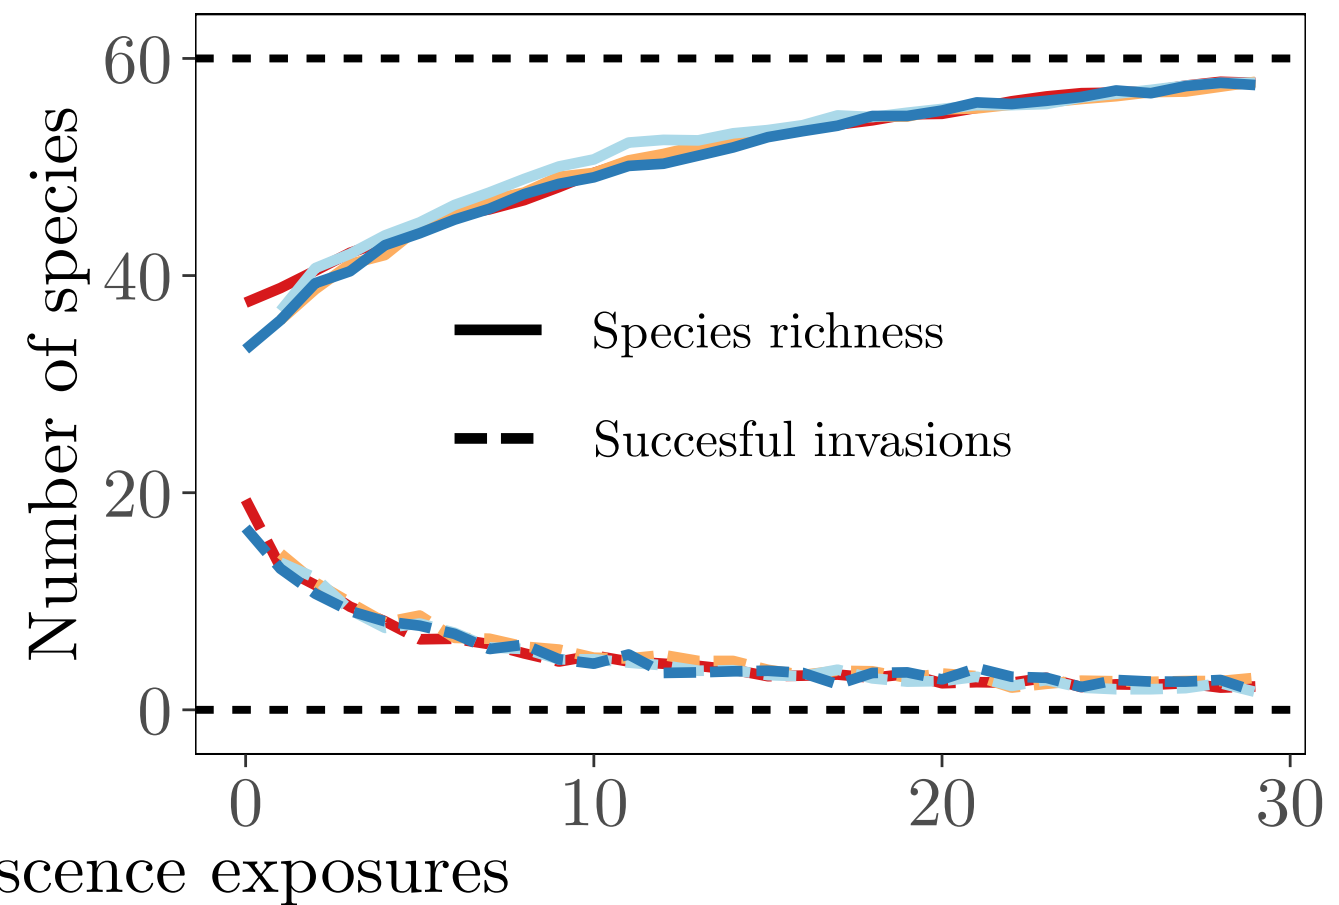 Number of species
60
40
20
0
Species richness
Succesful invasions
0 10 20 30
scence exposures